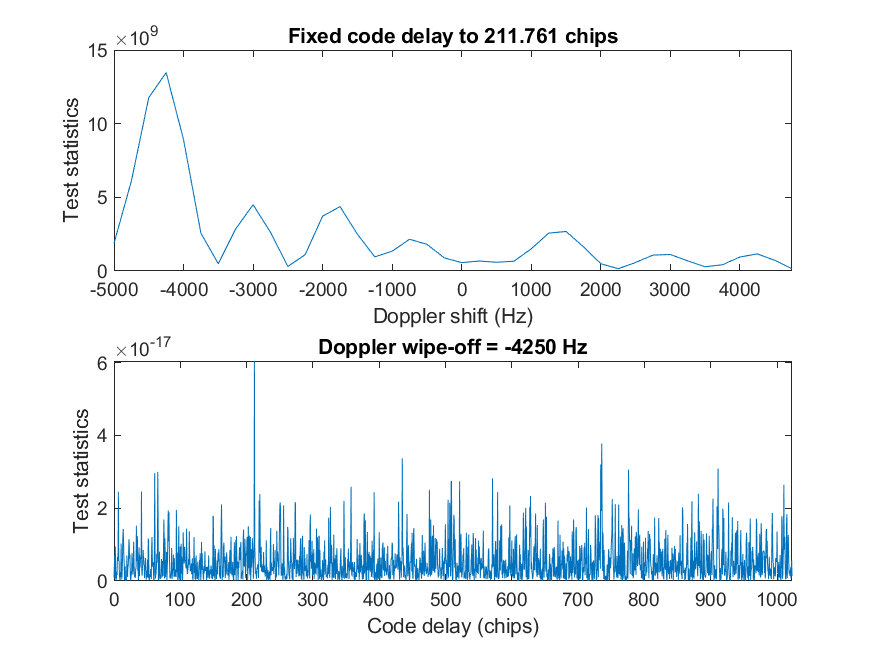 ×10^9
Fixed code delay to 211.761 chips
15
10
5
0
Test statistics
-5000 -4000 -3000 -2000 -1000 0 1000 2000 3000 4000
Doppler shift (Hz)
×10^-17
Doppler wipe-off = -4250 Hz
6
4
2
0
Test statistics
0 100 200 300 400 500 600 700 800 900 1000
Code delay (chips)